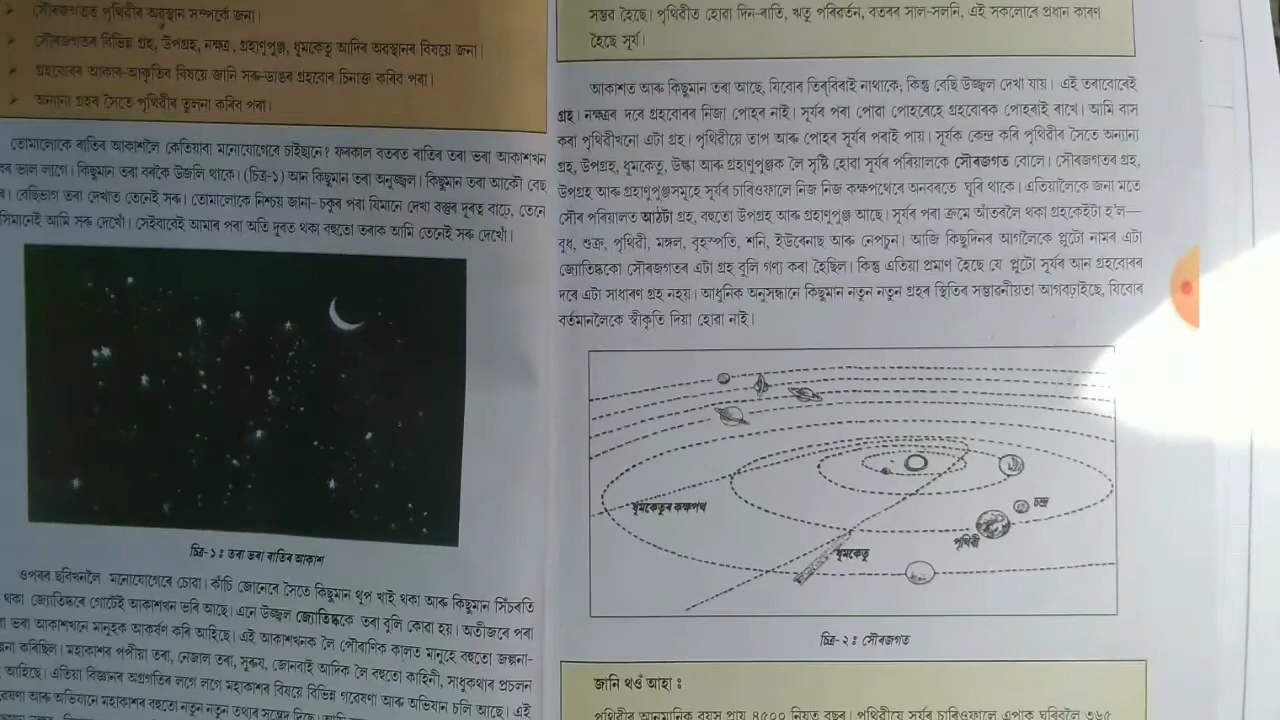 সৌৰজগতত পৃথিৱীৰ অৱস্থান সম্পৰ্কে জনা।
সৌৰজগতৰ বিভিন্ন গ্ৰহ, উপগ্ৰহ, নক্ষত্ৰ, গ্ৰহাণুপুঞ্জ, ধূমকেতু আদিৰ অৱস্থানৰ বিষয়ে জনা।
গ্ৰহবোৰৰ আকাৰ-আকৃতিৰ বিষয়ে জানি সৰু-ডাঙৰ গ্ৰহবোৰ চিনাক্ত কৰিব পৰা।
অন্যান্য গ্ৰহৰ সৈতে পৃথিৱীৰ তুলনা কৰিব পৰা।
তোমালোকে ৰাতিৰ আকাশলৈ কেতিয়াবা মনোযোগেৰে চাইছানে? ফৰকাল বতৰত ৰাতিৰ তৰা ভৰা আকাশখন
বৰ ভাল লাগে। কিছুমান তৰা বৰকৈ উজলি থাকে। (চিত্ৰ-১) আন কিছুমান তৰা অনুজ্জ্বল। কিছুমান তৰা আকৌ বেছ
বেছিভাগ তৰা দেখাত তেনেই সৰু। তোমালোকে নিশ্চয় জানা- চকুৰ পৰা যিমানে দেখা বস্তুৰ দূৰত্ব বাঢ়ে, তেনে
সিমানেই আমি সৰু দেখোঁ। সেইবাবেই আমাৰ পৰা অতি দূৰত থকা বহুতো তৰাক আমি তেনেই সৰু দেখোঁ।
চিত্ৰ-১ঃ তৰা ভৰা ৰাতিৰ আকাশ
ওপৰৰ ছবিখনলৈ মনোযোগেৰে চোৱা। কাঁচি জোনেৰে সৈতে কিছুমান থূপ খাই থকা আৰু কিছুমান সিঁচৰতি
থকা জ্যোতিষ্কৰে গোটেই আকাশখন ভৰি আছে। এনে উজ্জ্বল জ্যোতিষ্ককে তৰা বুলি কোৱা হয়। অতীজৰে পৰা
ভৰা আকাশখনে মানুহক আকৰ্ষণ কৰি আহিছে। এই আকাশখনক লৈ পৌৰাণিক কালত মানুহে বহুতো জল্পনা-
কৰিছিল। মহাকাশৰ পপীয়া তৰা, নেজাল তৰা, সূৰুয, জোনবাই আদিক লৈ বহুতো কাহিনী, সাধুকথাৰ প্ৰচলন
আহিছে। এতিয়া বিজ্ঞানৰ অগ্ৰগতিৰ লগে লগে মহাকাশৰ বিষয়ে বিভিন্ন গৱেষণা আৰু অভিযান চলি আছে। এই
আৰু অভিযানে মহাকাশৰ বহুতো নতুন নতুন তথ্যৰ সম্ভেদ দিছে।
সম্ভৱ হৈছে। পৃথিৱীত হোৱা দিন-ৰাতি, ঋতু পৰিৱৰ্তন, বতৰৰ সাল-সলনি, এই সকলোৰে প্ৰধান কাৰণ
হৈছে সূৰ্য।
আকাশত আৰু কিছুমান তৰা আছে, যিবোৰ তিৰ্‌বিৰাই নাথাকে; কিন্তু বেছি উজ্জ্বল দেখা যায়। এই তৰাবোৰেই
গ্ৰহ। নক্ষত্ৰৰ দৰে গ্ৰহবোৰৰ নিজা পোহৰ নাই। সূৰ্যৰ পৰা পোৱা পোহৰেহে গ্ৰহবোৰক পোহৰাই ৰাখে। আমি বাস
কৰা পৃথিৱীখনো এটা গ্ৰহ। পৃথিৱীয়ে তাপ আৰু পোহৰ সূৰ্যৰ পৰাই পায়। সূৰ্যক কেন্দ্ৰ কৰি পৃথিৱীৰ সৈতে অন্যান্য
গ্ৰহ, উপগ্ৰহ, ধূমকেতু, উল্কা আৰু গ্ৰহাণুপুঞ্জক লৈ সৃষ্টি হোৱা সূৰ্যৰ পৰিয়ালকে সৌৰজগত বোলে। সৌৰজগতৰ গ্ৰহ,
উপগ্ৰহ আৰু গ্ৰহাণুপুঞ্জসমূহে সূৰ্যৰ চাৰিওফালে নিজ নিজ কক্ষপথেৰে অনবৰতে ঘূৰি থাকে। এতিয়ালৈকে জনা মতে
সৌৰ পৰিয়ালত আঠটা গ্ৰহ, বহুতো উপগ্ৰহ আৰু গ্ৰহাণুপুঞ্জ আছে। সূৰ্যৰ পৰা ক্ৰমে আঁতৰলৈ থকা গ্ৰহকেইটা হ'ল—
বুধ, শুক্ৰ, পৃথিৱী, মঙ্গল, বৃহস্পতি, শনি, ইউৰেনাছ আৰু নেপচুন। আজি কিছুদিনৰ আগলৈকে প্লুটো নামৰ এটা
জ্যোতিষ্ককো সৌৰজগতৰ এটা গ্ৰহ বুলি গণ্য কৰা হৈছিল। কিন্তু এতিয়া প্ৰমাণ হৈছে যে প্লুটো সূৰ্যৰ আন গ্ৰহবোৰৰ
দৰে এটা সাধাৰণ গ্ৰহ নহয়। আধুনিক অনুসন্ধানে কিছুমান নতুন নতুন গ্ৰহৰ স্থিতিৰ সম্ভাৱনীয়তা আগবঢ়াইছে, যিবোৰ
বৰ্তমানলৈকে স্বীকৃতি দিয়া হোৱা নাই।
ধূমকেতুৰ কক্ষপথ
চন্দ্ৰ
পৃথিৱী
ধূমকেতু
চিত্ৰ-২ঃ সৌৰজগত
জানি থওঁ আহাঃ
পৃথিৱীৰ আনুমানিক বয়স প্ৰায় ৪৫০০ নিযুত বছৰ। পৃথিৱীয়ে সূৰ্যৰ চাৰিওফালে এপাক ঘূৰিবলৈ ৩৬৫